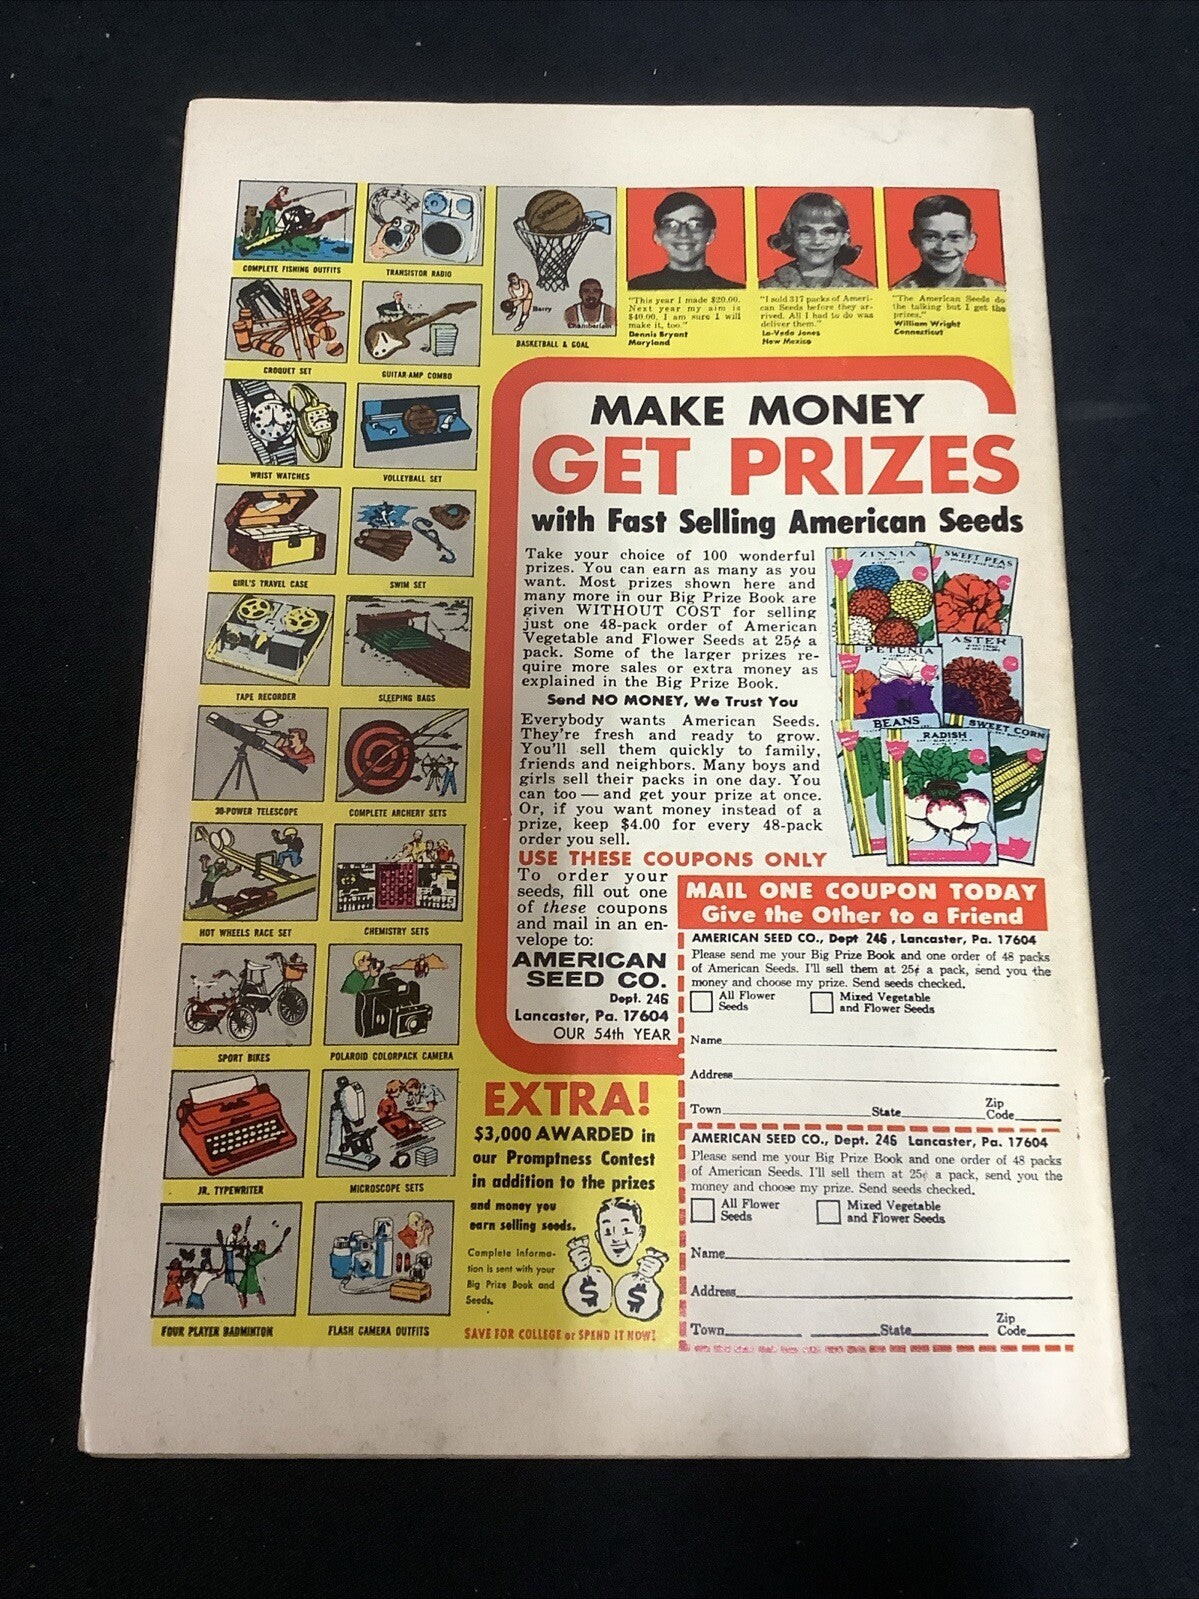 COMPLETE FISHING OUTFITS
TRANSISTOR RADIO
CROQUET SET
GUITAR-AMP COMBO
WRIST WATCHES
VOLLEYBALL SET
GIRL'S TRAVEL CASE
SWIM SET
TAPE RECORDER
SLEEPING BAGS
30-POWER TELESCOPE
COMPLETE ARCHERY SETS
HOT WHEELS RACE SET
CHEMISTRY SETS
SPORT BIKES
POLAROID COLORPACK CAMERA
JR. TYPEWRITER
MICROSCOPE SETS
FOUR PLAYER BADMINTON
FLASH CAMERA OUTFITS
SPALDING
Barry
Chamberlain
BASKETBALL & GOAL
"This year I made $20.00.
Next year my aim is
$40.00. I am sure I will
make it, too."
Dennis Bryant
Maryland
"I sold 317 packs of Ameri-
can Seeds before they ar-
rived. All I had to do was
deliver them."
La-Vedo Jones
New Mexico
"The American Seeds do
the talking but I get the
prizes."
William Wright
Connecticut
MAKE MONEY
GET PRIZES
with Fast Selling American Seeds
Take your choice of 100 wonderful
prizes. You can earn as many as you
want. Most prizes shown here and
many more in our Big Prize Book are
given WITHOUT COST for selling
just one 48-pack order of American
Vegetable and Flower Seeds at 25¢ a
pack. Some of the larger prizes re-
quire more sales or extra money as
explained in the Big Prize Book.
Send NO MONEY, We Trust You
Everybody wants American Seeds.
They're fresh and ready to grow.
You'll sell them quickly to family,
friends and neighbors. Many boys and
girls sell their packs in one day. You
can too — and get your prize at once.
Or, if you want money instead of a
prize, keep $4.00 for every 48-pack
order you sell.
ZINNIA
SWEET PEAS
ASTER
PETUNIA
BEANS
SWEET CORN
RADISH
USE THESE COUPONS ONLY
To order your
seeds, fill out one
of these coupons
and mail in an en-
velope to:
AMERICAN
SEED CO.
Dept. 246
Lancaster, Pa. 17604
OUR 54th YEAR
MAIL ONE COUPON TODAY
Give the Other to a Friend
AMERICAN SEED CO., Dept 246, Lancaster, Pa. 17604
Please send me your Big Prize Book and one order of 48 packs
of American Seeds. I'll sell them at 25¢ a pack, send you the
money and choose my prize. Send seeds checked.
All Flower
Seeds
Mixed Vegetable
and Flower Seeds
Name
Address
Town State Zip
Code
AMERICAN SEED CO., Dept. 246 Lancaster, Pa. 17604
Please send me your Big Prize Book and one order of 48 packs
of American Seeds. I'll sell them at 25¢ a pack, send you the
money and choose my prize. Send seeds checked.
All Flower
Seeds
Mixed Vegetable
and Flower Seeds
Name
Address
Town State Zip
Code
EXTRA!
$3,000 AWARDED in
our Promptness Contest
in addition to the prizes
and money you
earn selling seeds.
Complete Informa-
tion is sent with your
Big Prize Book and
Seeds.
$ $
SAVE FOR COLLEGE or SPEND IT NOW!